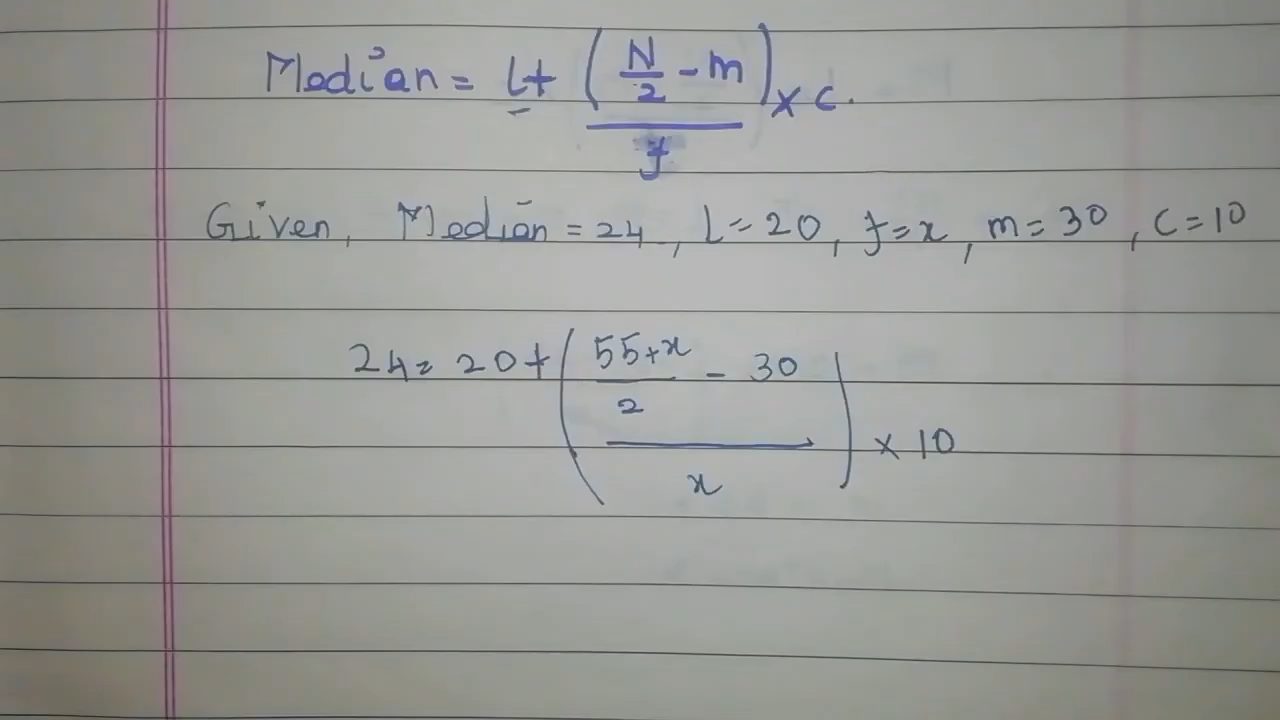 Median = l + (N/2 - m)/f × c.
Given, Median = 24, l = 20, f = x, m = 30, c = 10
24 = 20 + ((55+x)/2 - 30)/x) × 10